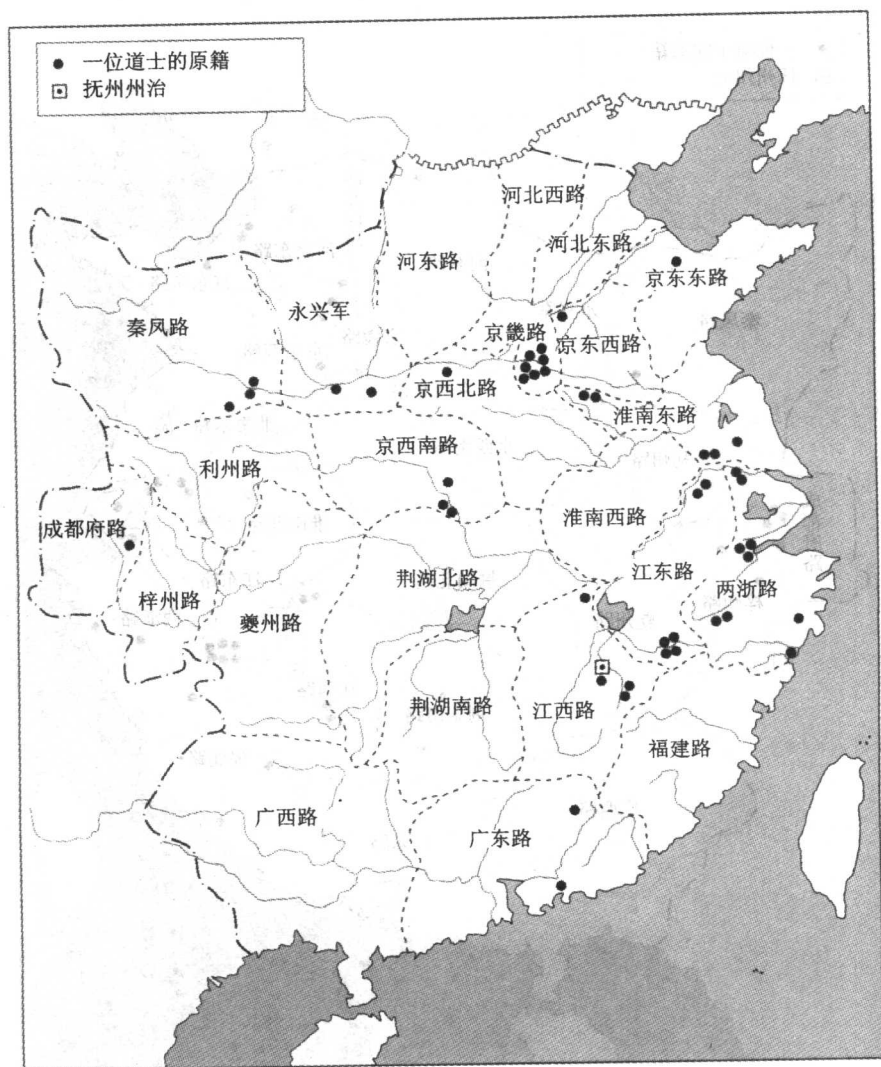 一位道士的原籍
抚州州治
河北西路
河北东路
河东路
京东东路
永兴军
秦凤路
京畿路
京东西路
京西北路
淮南东路
京西南路
利州路
淮南西路
成都府路
江东路
荆湖北路
两浙路
梓州路
夔州路
荆湖南路
江西路
福建路
广西路
广东路